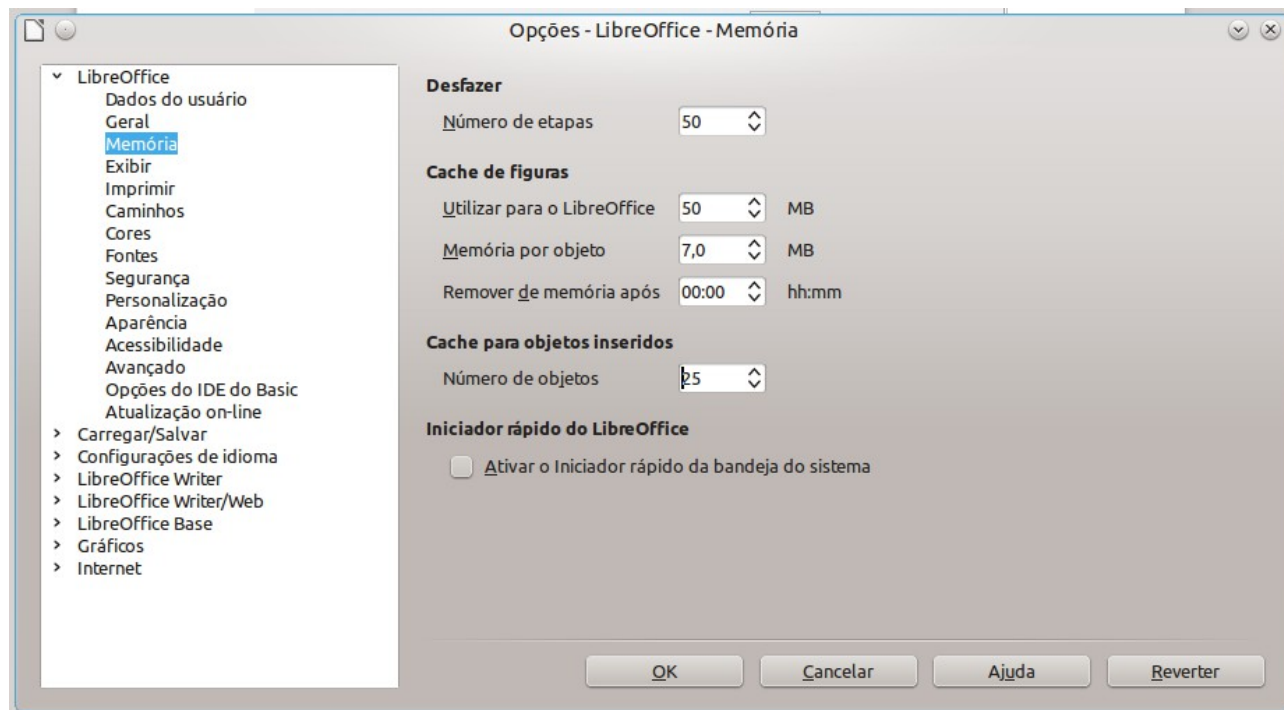 Opções - LibreOffice - Memória
LibreOffice
Dados do usuário
Geral
Memória
Exibir
Imprimir
Caminhos
Cores
Fontes
Segurança
Personalização
Aparência
Acessibilidade
Avançado
Opções do IDE do Basic
Atualização on-line
Carregar/Salvar
Configurações de idioma
LibreOffice Writer
LibreOffice Writer/Web
LibreOffice Base
Gráficos
Internet
Desfazer
Número de etapas 50
Cache de figuras
Utilizar para o LibreOffice 50 MB
Memória por objeto 7,0 MB
Remover de memória após 00:00 hh:mm
Cache para objetos inseridos
Número de objetos 25
Iniciador rápido do LibreOffice
Ativar o Iniciador rápido da bandeja do sistema
OK Cancelar Ajuda Reverter